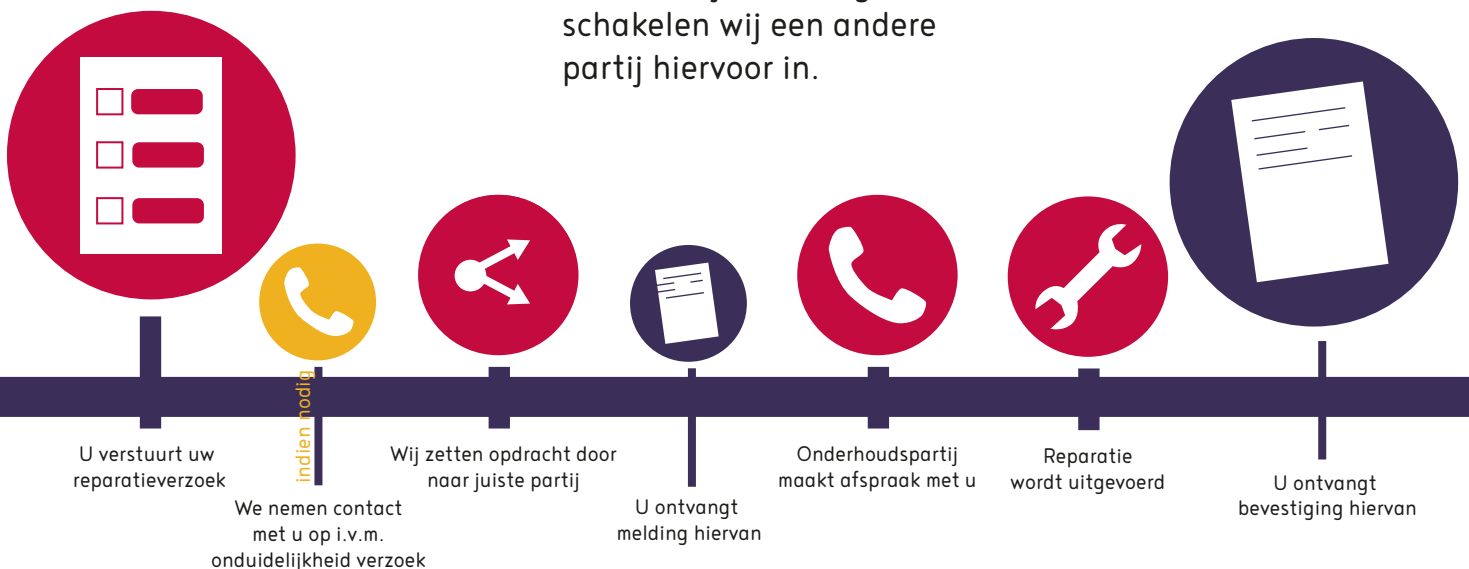 schakelen wij een andere
partij hiervoor in.
indien nodig
U verstuurt uw
reparatieverzoek
We nemen contact
met u op i.v.m.
onduidelijkheid verzoek
Wij zetten opdracht door
naar juiste partij
U ontvangt
melding hiervan
Onderhoudspartij
maakt afspraak met u
Reparatie
wordt uitgevoerd
U ontvangt
bevestiging hiervan